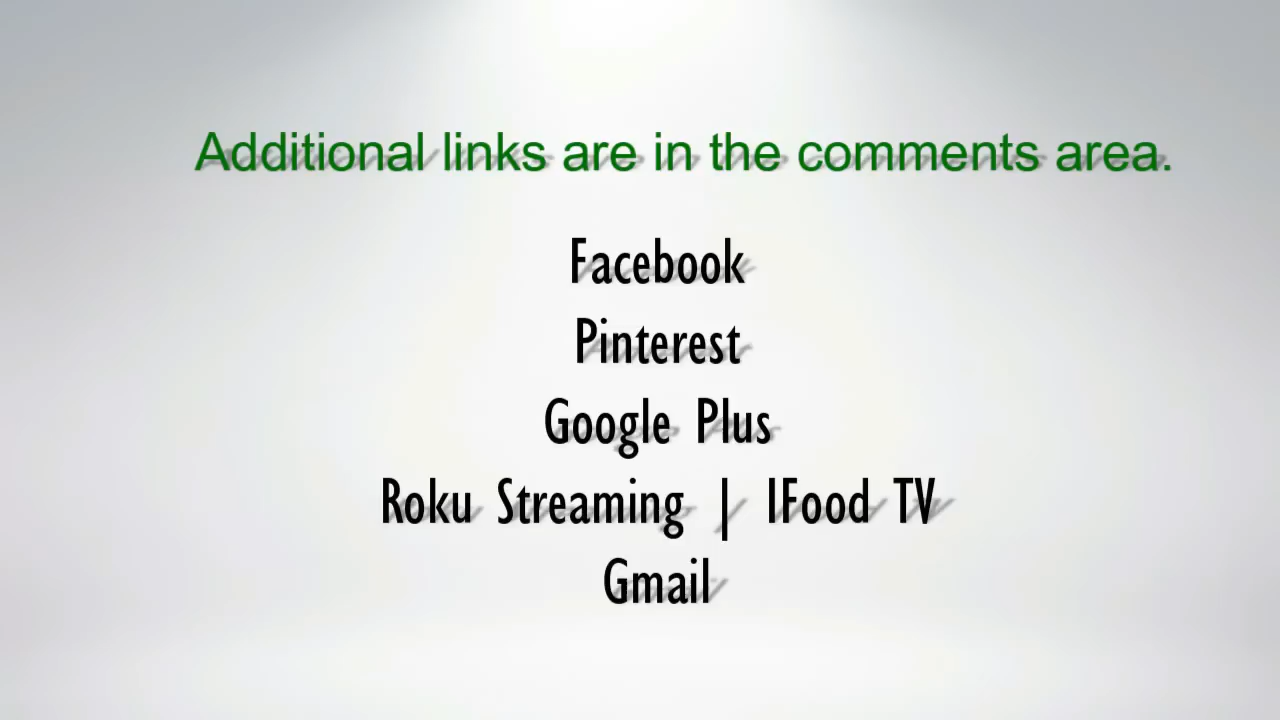 Additional links are in the comments area.
Facebook
Pinterest
Google Plus
Roku Streaming | IFood TV
Gmail